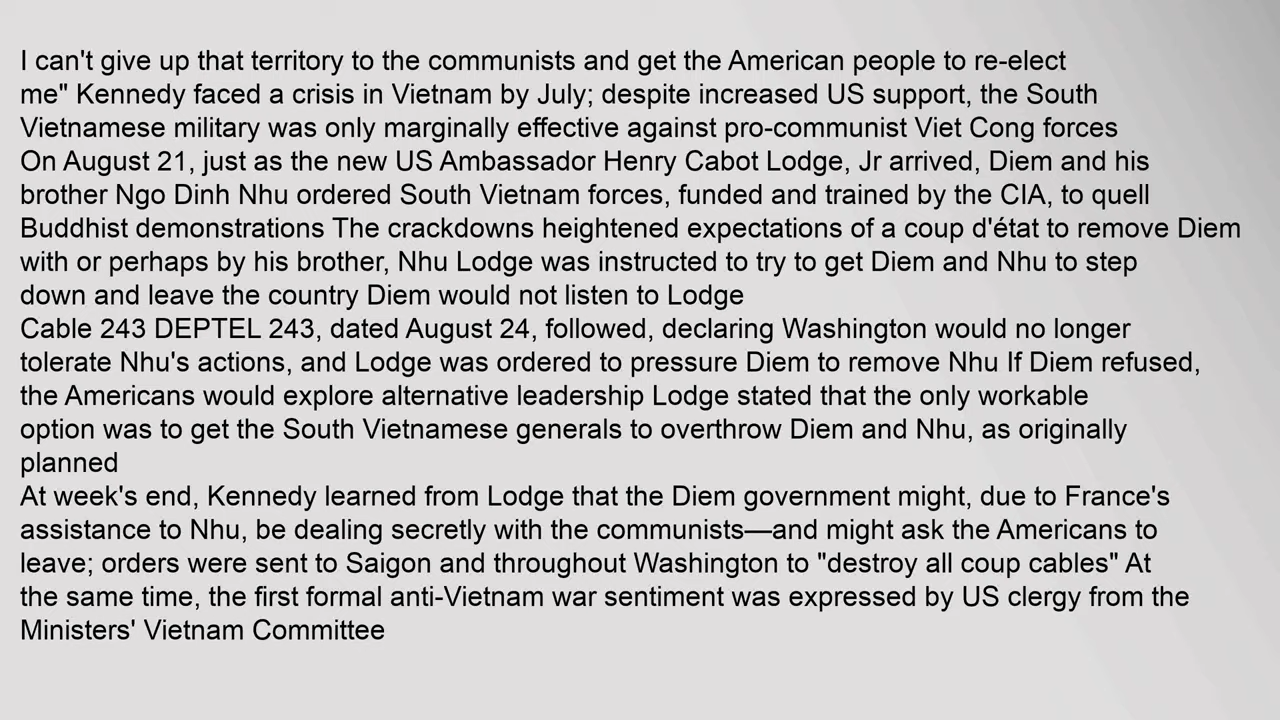 I can't give up that territory to the communists and get the American people to re-elect
me" Kennedy faced a crisis in Vietnam by July; despite increased US support, the South
Vietnamese military was only marginally effective against pro-communist Viet Cong forces
On August 21, just as the new US Ambassador Henry Cabot Lodge, Jr arrived, Diem and his
brother Ngo Dinh Nhu ordered South Vietnam forces, funded and trained by the CIA, to quell
Buddhist demonstrations The crackdowns heightened expectations of a coup d'état to remove Diem
with or perhaps by his brother, Nhu Lodge was instructed to try to get Diem and Nhu to step
down and leave the country Diem would not listen to Lodge
Cable 243 DEPTEL 243, dated August 24, followed, declaring Washington would no longer
tolerate Nhu's actions, and Lodge was ordered to pressure Diem to remove Nhu If Diem refused,
the Americans would explore alternative leadership Lodge stated that the only workable
option was to get the South Vietnamese generals to overthrow Diem and Nhu, as originally
planned
At week's end, Kennedy learned from Lodge that the Diem government might, due to France's
assistance to Nhu, be dealing secretly with the communists—and might ask the Americans to
leave; orders were sent to Saigon and throughout Washington to "destroy all coup cables" At
the same time, the first formal anti-Vietnam war sentiment was expressed by US clergy from the
Ministers' Vietnam Committee